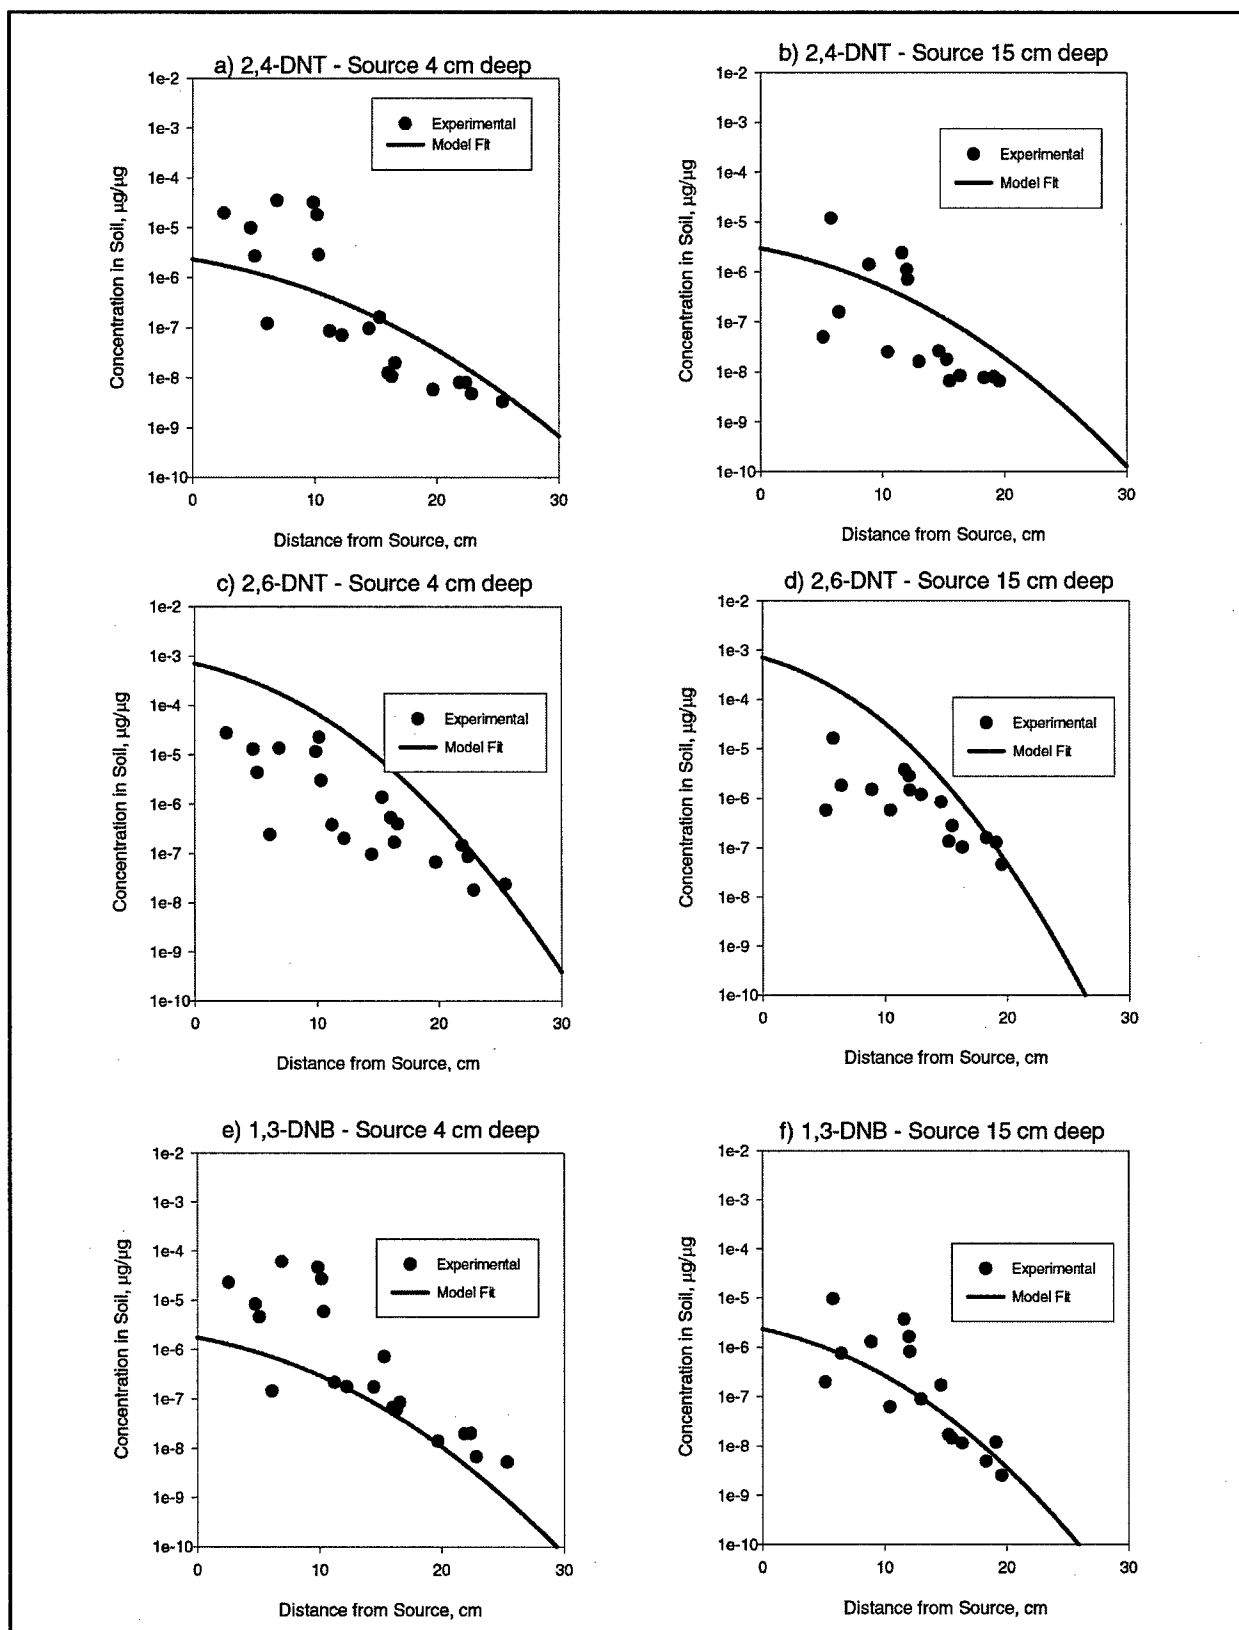 a) 2,4-DNT - Source 4 cm deep
1e-2
1e-3
1e-4
1e-5
1e-6
1e-7
1e-8
1e-9
1e-10
Concentration in Soil, µg/µg
Experimental
Model Fit
0 10 20 30
Distance from Source, cm
b) 2,4-DNT - Source 15 cm deep
1e-2
1e-3
1e-4
1e-5
1e-6
1e-7
1e-8
1e-9
1e-10
Concentration in Soil, µg/µg
Experimental
Model Fit
0 10 20 30
Distance from Source, cm
c) 2,6-DNT - Source 4 cm deep
1e-2
1e-3
1e-4
1e-5
1e-6
1e-7
1e-8
1e-9
1e-10
Concentration in Soil, µg/µg
Experimental
Model Fit
0 10 20 30
Distance from Source, cm
d) 2,6-DNT - Source 15 cm deep
1e-2
1e-3
1e-4
1e-5
1e-6
1e-7
1e-8
1e-9
1e-10
Concentration in Soil, µg/µg
Experimental
Model Fit
0 10 20 30
Distance from Source, cm
e) 1,3-DNB - Source 4 cm deep
1e-2
1e-3
1e-4
1e-5
1e-6
1e-7
1e-8
1e-9
1e-10
Concentration in Soil, µg/µg
Experimental
Model Fit
0 10 20 30
Distance from Source, cm
f) 1,3-DNB - Source 15 cm deep
1e-2
1e-3
1e-4
1e-5
1e-6
1e-7
1e-8
1e-9
1e-10
Concentration in Soil, µg/µg
Experimental
Model Fit
0 10 20 30
Distance from Source, cm